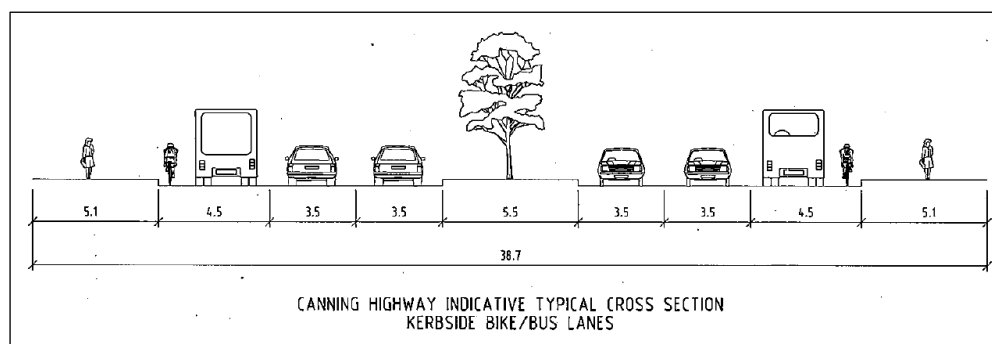 5.1 4.5 3.5 3.5 5.5 3.5 3.5 4.5 5.1
38.7
CANNING HIGHWAY INDICATIVE TYPICAL CROSS SECTION
KERBSIDE BIKE/BUS LANES